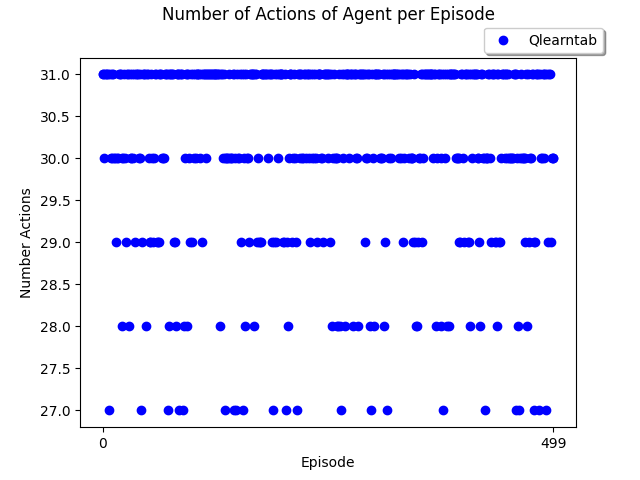 Number of Actions of Agent per Episode
Qlearntab
31.0
30.5
30.0
29.5
29.0
28.5
28.0
27.5
27.0
Number Actions
0 499
Episode